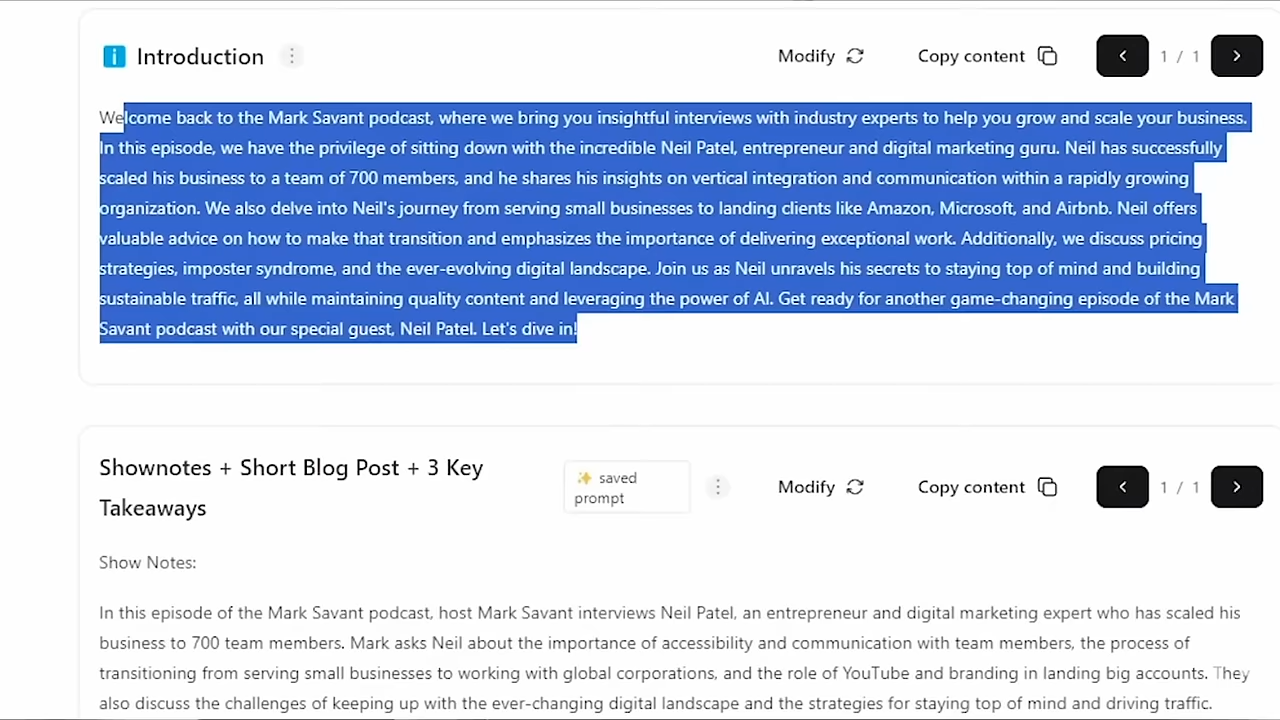 Introduction
Modify
Copy content
1 / 1
Welcome back to the Mark Savant podcast, where we bring you insightful interviews with industry experts to help you grow and scale your business.
In this episode, we have the privilege of sitting down with the incredible Neil Patel, entrepreneur and digital marketing guru. Neil has successfully
scaled his business to a team of 700 members, and he shares his insights on vertical integration and communication within a rapidly growing
organization. We also delve into Neil's journey from serving small businesses to landing clients like Amazon, Microsoft, and Airbnb. Neil offers
valuable advice on how to make that transition and emphasizes the importance of delivering exceptional work. Additionally, we discuss pricing
strategies, imposter syndrome, and the ever-evolving digital landscape. Join us as Neil unravels his secrets to staying top of mind and building
sustainable traffic, all while maintaining quality content and leveraging the power of AI. Get ready for another game-changing episode of the Mark
Savant podcast with our special guest, Neil Patel. Let's dive in!
Shownotes + Short Blog Post + 3 Key
Takeaways
saved
prompt
Modify
Copy content
1 / 1
Show Notes:
In this episode of the Mark Savant podcast, host Mark Savant interviews Neil Patel, an entrepreneur and digital marketing expert who has scaled his
business to 700 team members. Mark asks Neil about the importance of accessibility and communication with team members, the process of
transitioning from serving small businesses to working with global corporations, and the role of YouTube and branding in landing big accounts. They
also discuss the challenges of keeping up with the ever-changing digital landscape and the strategies for staying top of mind and driving traffic.